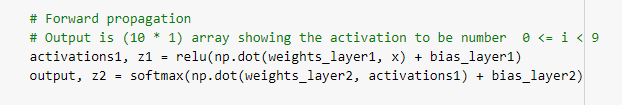 # Forward propagation
# Output is (10 * 1) array showing the activation to be number  0 <= i < 9
activations1, z1 = relu(np.dot(weights_layer1, x) + bias_layer1)
output, z2 = softmax(np.dot(weights_layer2, activations1) + bias_layer2)